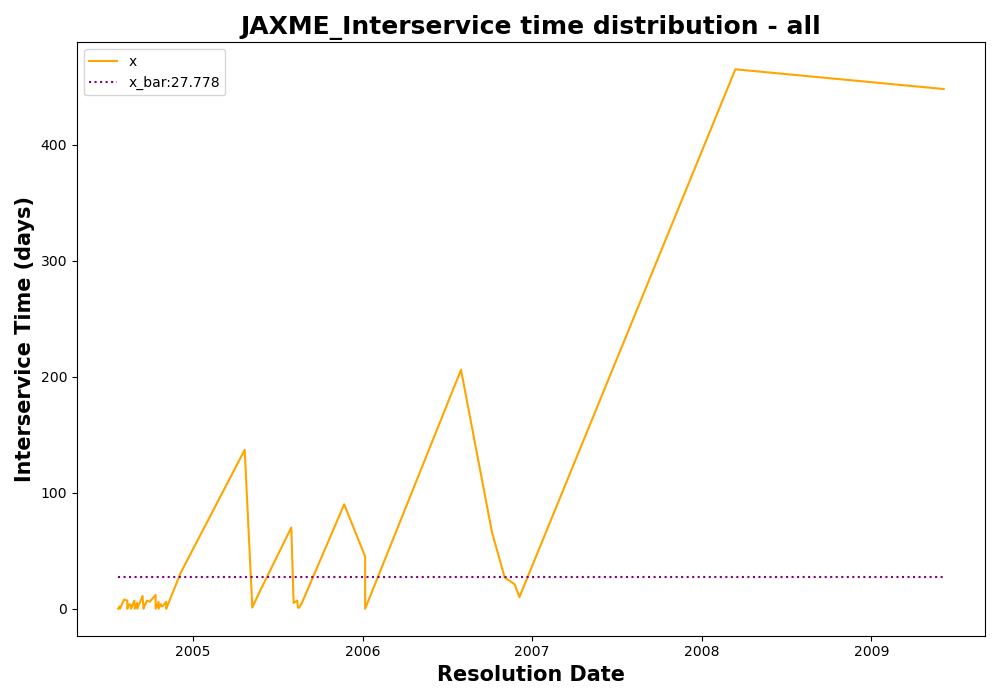 JAXME_Interservice time distribution - all
x
x_bar:27.778
Interservice Time (days)
400
300
200
100
0
2005 2006 2007 2008 2009
Resolution Date